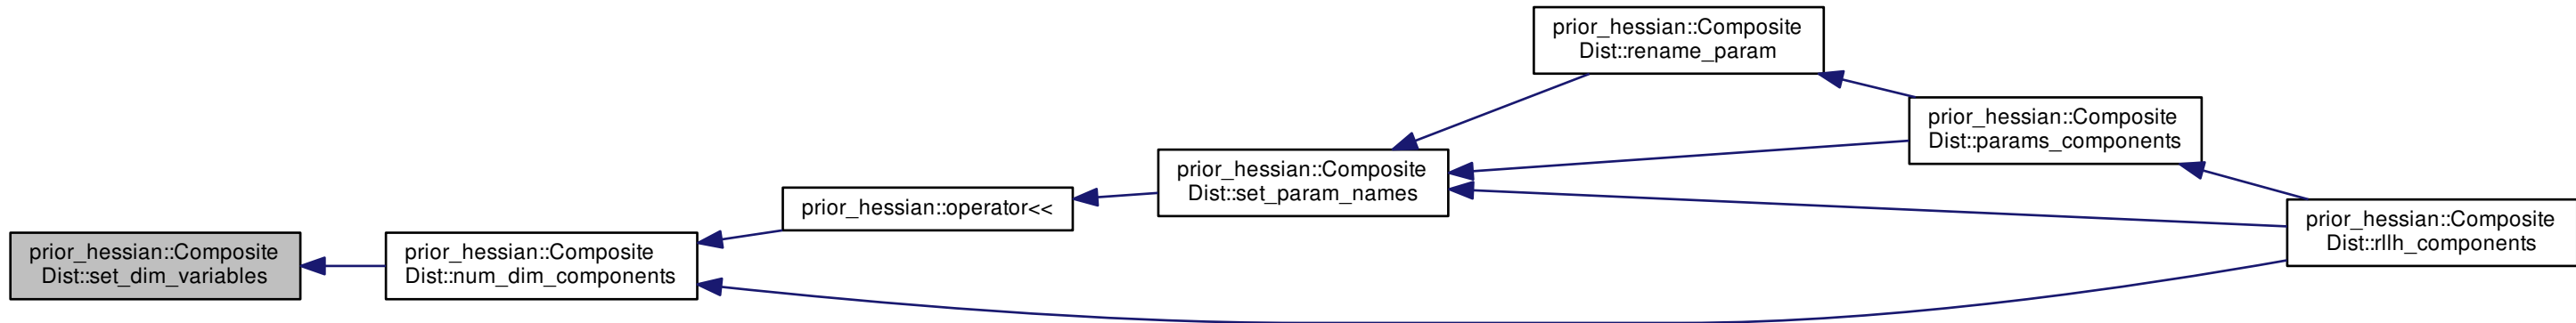 prior_hessian::Composite
Dist::rename_param
prior_hessian::Composite
Dist::params_components
prior_hessian::Composite
Dist::set_param_names
prior_hessian::operator<<
prior_hessian::Composite
Dist::rllh_components
prior_hessian::Composite
Dist::set_dim_variables
prior_hessian::Composite
Dist::num_dim_components